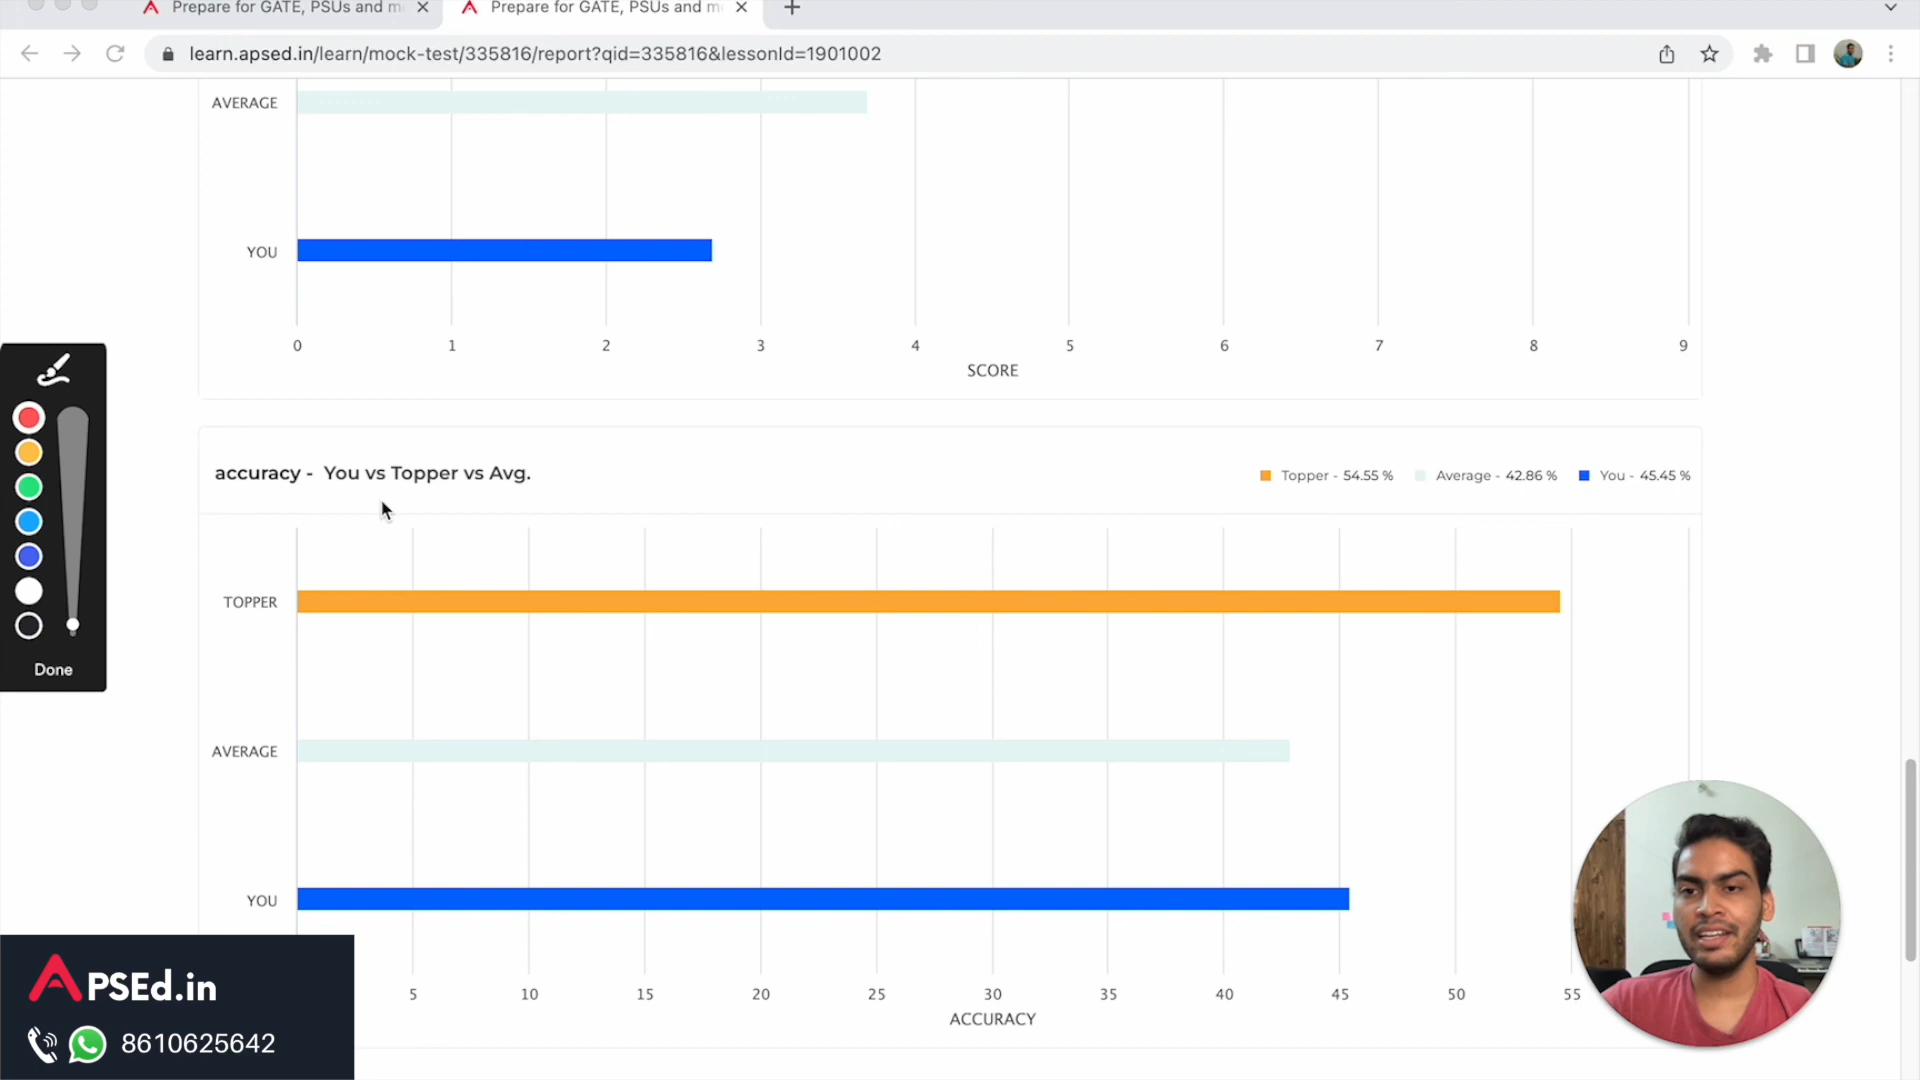 Prepare for GATE, PSUs and m
Prepare for GATE, PSUs and m
learn.apsed.in/learn/mock-test/335816/report?qid=335816&lessonId=1901002
AVERAGE
YOU
0 1 2 3 4 5 6 7 8 9
SCORE
accuracy - You vs Topper vs Avg.
Topper - 54.55 % Average - 42.86 % You - 45.45 %
TOPPER
AVERAGE
YOU
5 10 15 20 25 30 35 40 45 50 55
ACCURACY
Done
APSEd.in
8610625642